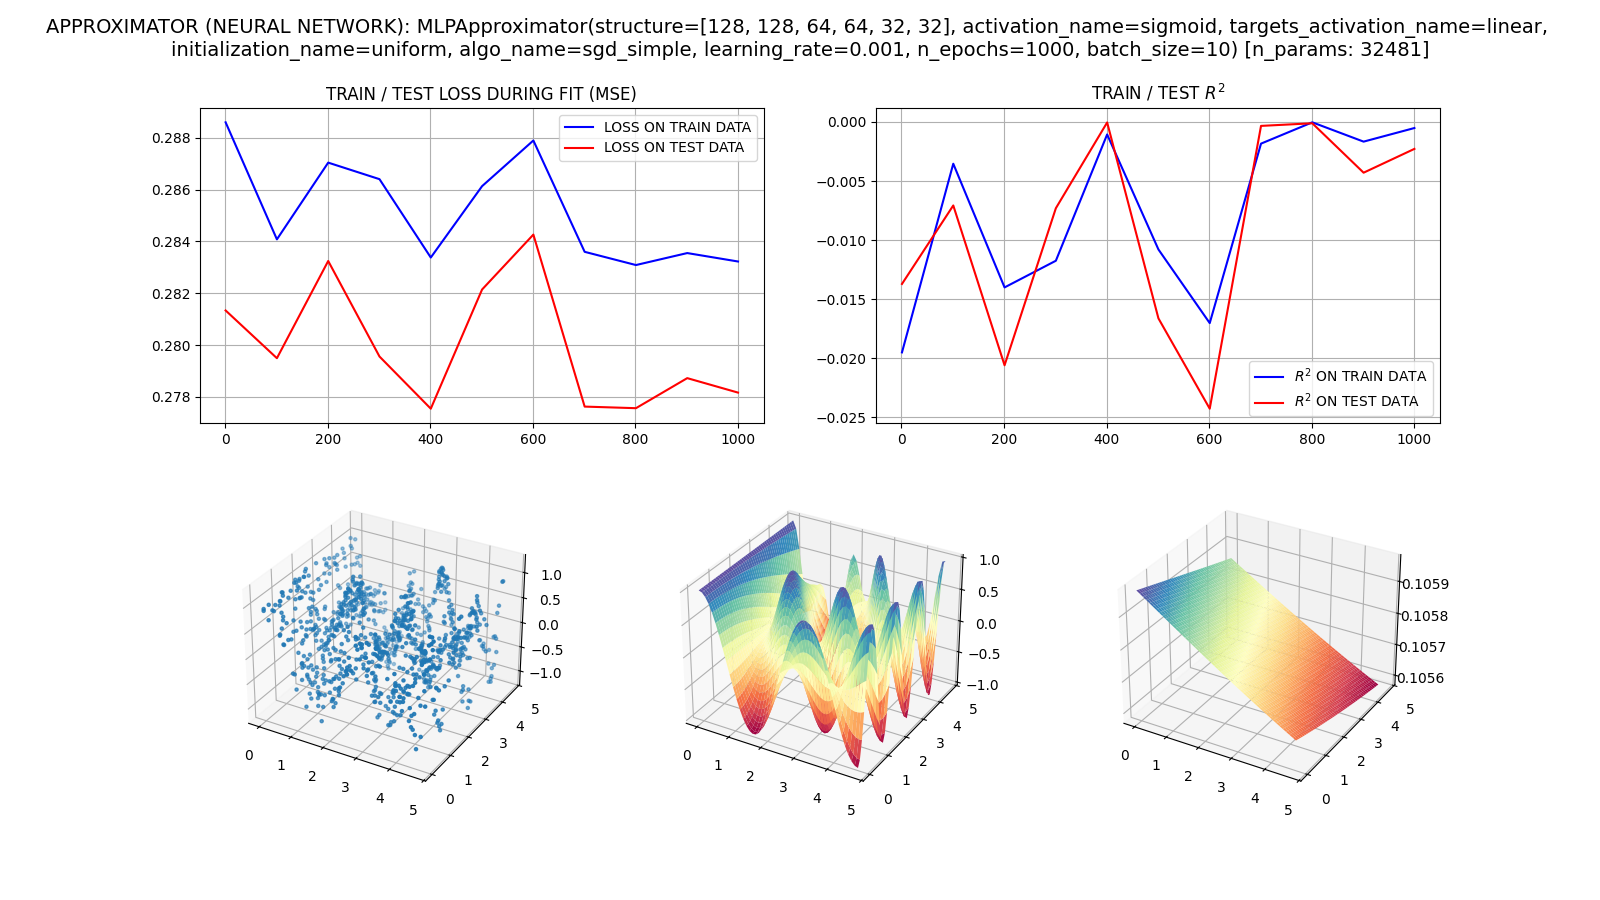 APPROXIMATOR (NEURAL NETWORK): MLPApproximator(structure=[128, 128, 64, 64, 32, 32], activation_name=sigmoid, targets_activation_name=linear,
initialization_name=uniform, algo_name=sgd_simple, learning_rate=0.001, n_epochs=1000, batch_size=10) [n_params: 32481]
TRAIN / TEST LOSS DURING FIT (MSE)
LOSS ON TRAIN DATA
LOSS ON TEST DATA
0.288
0.286
0.284
0.282
0.280
0.278
0 200 400 600 800 1000
TRAIN / TEST R²
0.000
−0.005
−0.010
−0.015
−0.020
−0.025
R² ON TRAIN DATA
R² ON TEST DATA
0 200 400 600 800 1000
1.0
0.5
0.0
−0.5
−1.0
0 1 2 3 4 5
0 1 2 3 4 5
1.0
0.5
0.0
−0.5
−1.0
0 1 2 3 4 5
0 1 2 3 4 5
0.1059
0.1058
0.1057
0.1056
0 1 2 3 4 5
0 1 2 3 4 5